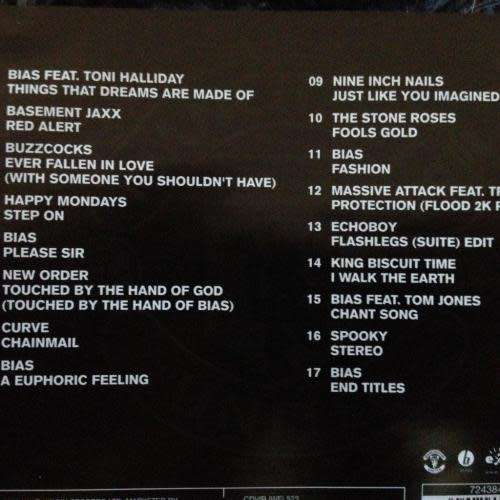 BIAS FEAT. TONI HALLIDAY
THINGS THAT DREAMS ARE MADE OF
BASEMENT JAXX
RED ALERT
BUZZCOCKS
EVER FALLEN IN LOVE
(WITH SOMEONE YOU SHOULDN'T HAVE)
HAPPY MONDAYS
STEP ON
BIAS
PLEASE SIR
NEW ORDER
TOUCHED BY THE HAND OF GOD
(TOUCHED BY THE HAND OF BIAS)
CURVE
CHAINMAIL
BIAS
A EUPHORIC FEELING
09 NINE INCH NAILS
JUST LIKE YOU IMAGINED
10 THE STONE ROSES
FOOLS GOLD
11 BIAS
FASHION
12 MASSIVE ATTACK FEAT.
PROTECTION (FLOOD 2K
13 ECHOBOY
FLASHLEGS (SUITE) EDIT
14 KING BISCUIT TIME
I WALK THE EARTH
15 BIAS FEAT. TOM JONES
CHANT SONG
16 SPOOKY
STEREO
17 BIAS
END TITLES
72438